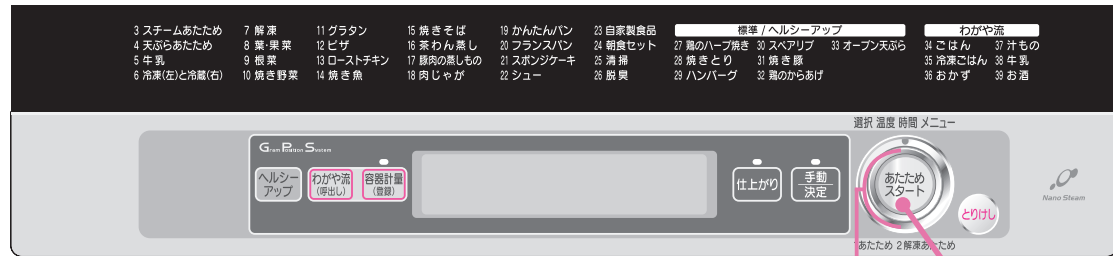 標準 / ヘルシーアップ
わがや流
3 スチームあたため 7 解凍 11 グラタン 15 焼きそば 19 かんたんパン 23 自家製食品 27 鶏のハーブ焼き 30 スペアリブ 33 オーブン天ぷら 34 ごはん 37 汁もの
4 天ぷらあたため 8 葉・果菜 12 ピザ 16 茶わん蒸し 20 フランスパン 24 朝食セット 28 焼きとり 31 焼き豚 35 冷凍ごはん 38 牛乳
5 牛乳 9 根菜 13 ローストチキン 17 豚肉の蒸しもの 21 スポンジケーキ 25 清掃 29 ハンバーグ 32 鶏のからあげ 36 おかず 39 お酒
6 冷凍(左)と冷蔵(右) 10 焼き野菜 14 焼き魚 18 肉じゃが 22 シュー 26 脱臭
選択 温度 時間 メニュー
Gram Position System
ヘルシーアップ
わがや流
(呼出し)
容器計量
(登録)
仕上がり
手動
決定
あたため
スタート
とりけし
Nano Steam
1あたため 2解凍あたため